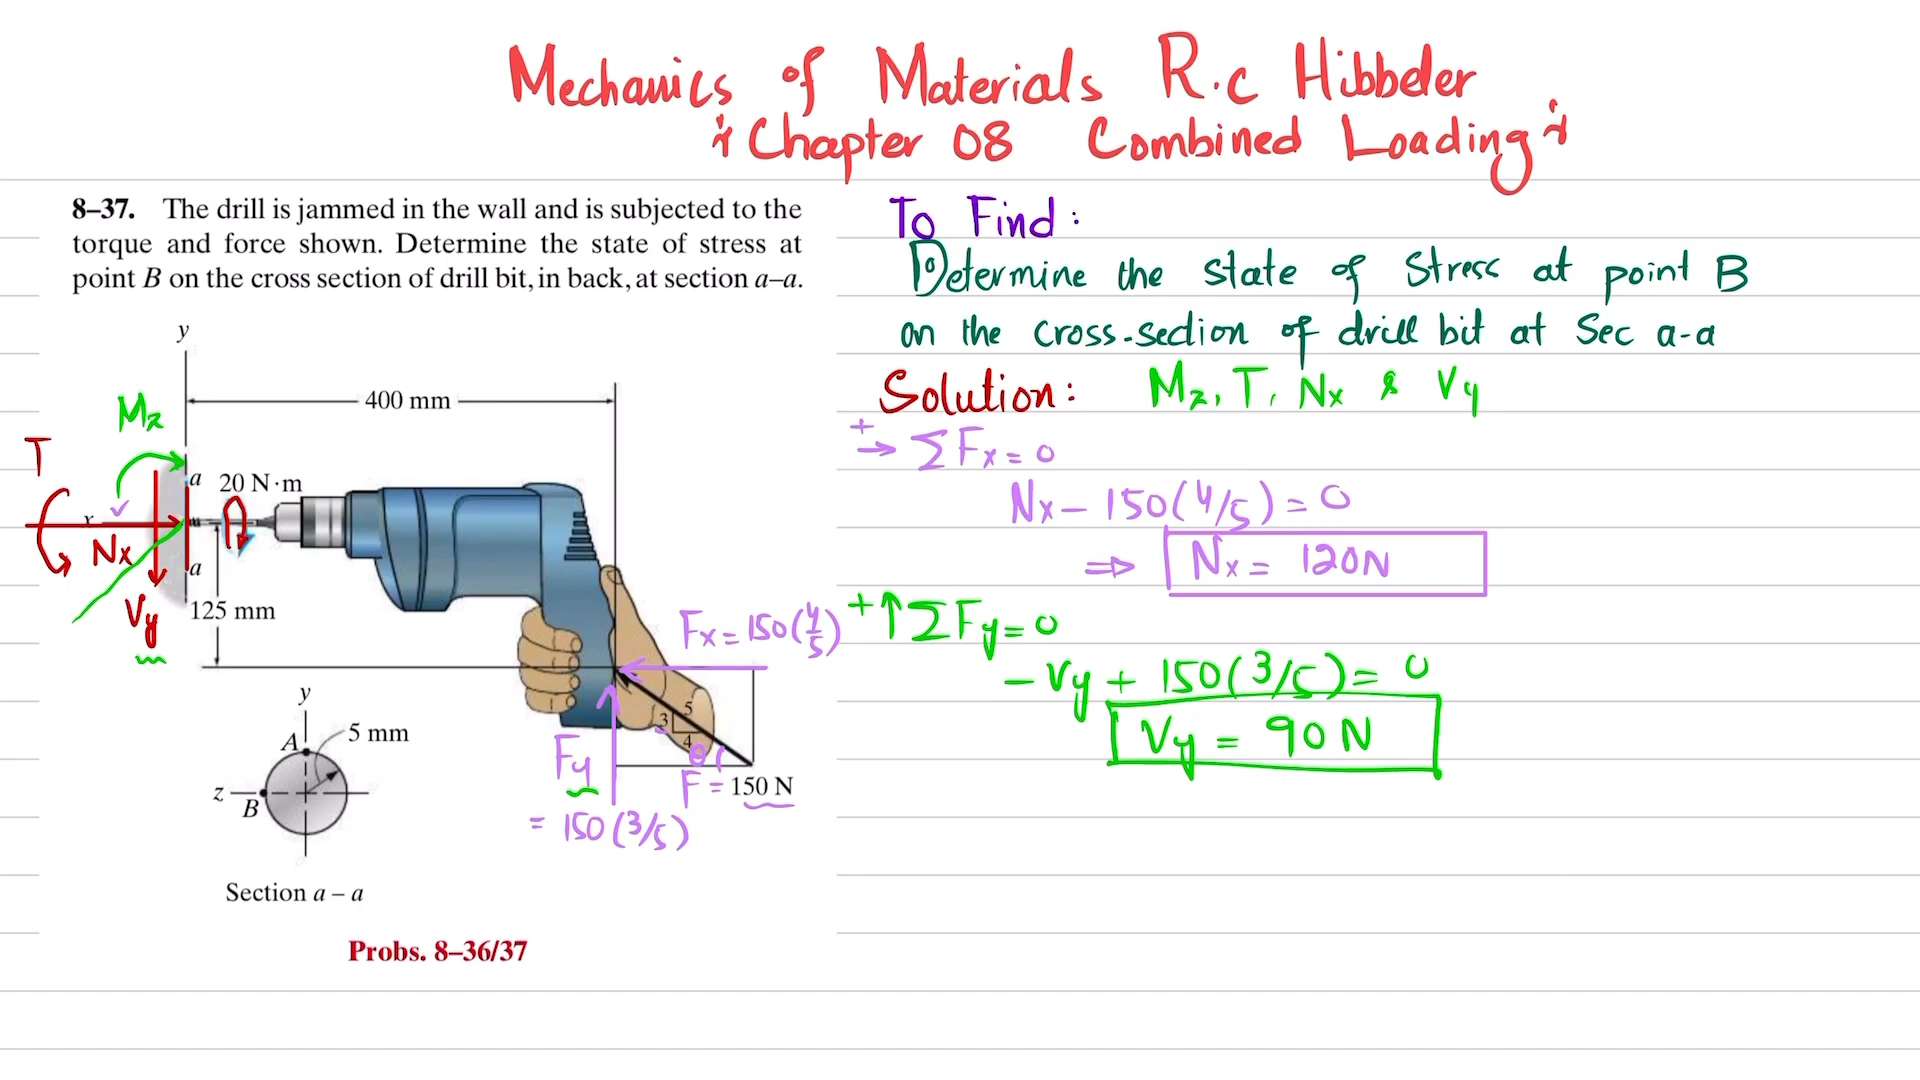 Mechanics of Materials R.C Hibbeler
Chapter 08 Combined Loading
8–37. The drill is jammed in the wall and is subjected to the
torque and force shown. Determine the state of stress at
point B on the cross section of drill bit, in back, at section a–a.
To Find:
Determine the State of Stress at point B
on the cross-section of drill bit at Sec a-a
Solution: Mz, T, Nx & Vy
+→ ΣFx = 0
Nx - 150(4/5) = 0
⇒ Nx = 120N
+↑ΣFy = 0
-Vy + 150(3/5) = 0
Vy = 90 N
y
400 mm
Mz
T
a
20 N·m
x
Nx
a
Vy
125 mm
Fx = 150(4/5)
5
3
4
θ
Fy
= 150(3/5)
F = 150 N
y
A
5 mm
z
B
Section a – a
Probs. 8–36/37